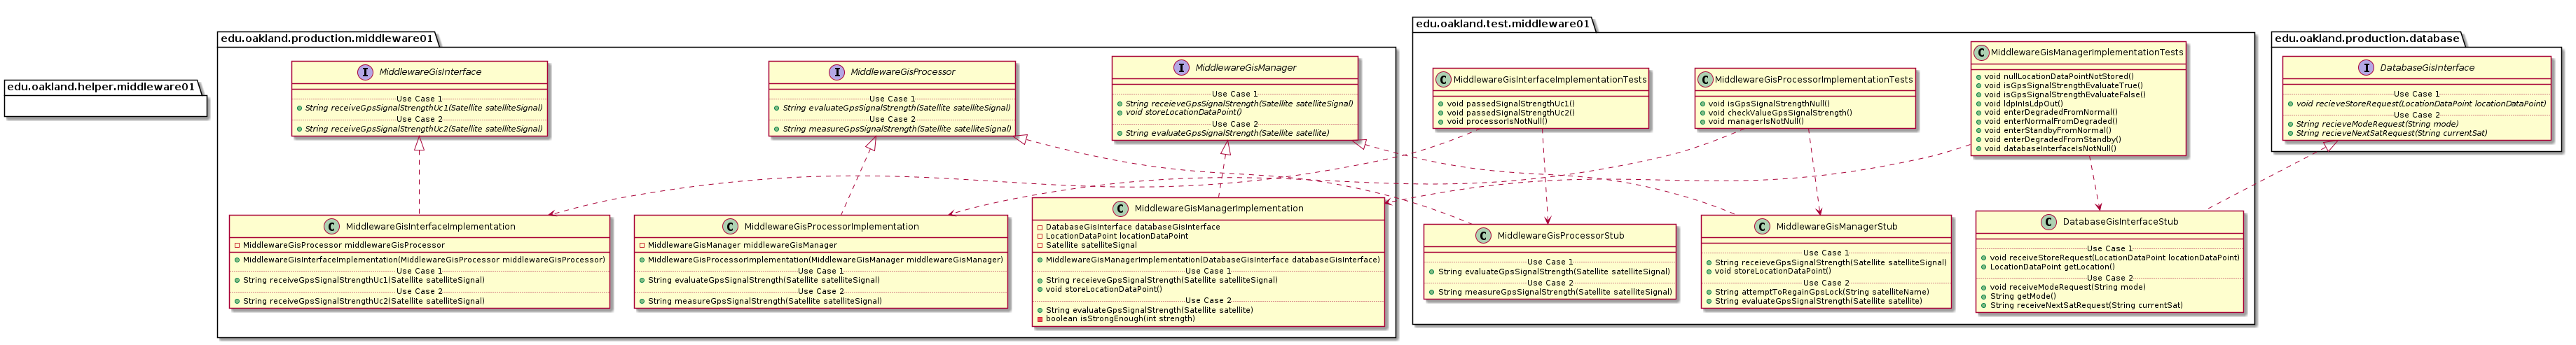 edu.oakland.helper.middleware01
edu.oakland.production.middleware01
I MiddlewareGisInterface
Use Case 1
String receiveGpsSignalStrengthUc1(Satellite satelliteSignal)
Use Case 2
String receiveGpsSignalStrengthUc2(Satellite satelliteSignal)
I MiddlewareGisProcessor
Use Case 1
String evaluateGpsSignalStrength(Satellite satelliteSignal)
Use Case 2
String measureGpsSignalStrength(Satellite satelliteSignal)
I MiddlewareGisManager
Use Case 1
String receieveGpsSignalStrength(Satellite satelliteSignal)
void storeLocationDataPoint()
Use Case 2
String evaluateGpsSignalStrength(Satellite satellite)
C MiddlewareGisInterfaceImplementation
MiddlewareGisProcessor middlewareGisProcessor
MiddlewareGisInterfaceImplementation(MiddlewareGisProcessor middlewareGisProcessor)
Use Case 1
String receiveGpsSignalStrengthUc1(Satellite satelliteSignal)
Use Case 2
String receiveGpsSignalStrengthUc2(Satellite satelliteSignal)
C MiddlewareGisProcessorImplementation
MiddlewareGisManager middlewareGisManager
MiddlewareGisProcessorImplementation(MiddlewareGisManager middlewareGisManager)
Use Case 1
String evaluateGpsSignalStrength(Satellite satelliteSignal)
Use Case 2
String measureGpsSignalStrength(Satellite satelliteSignal)
C MiddlewareGisManagerImplementation
DatabaseGisInterface databaseGisInterface
LocationDataPoint locationDataPoint
Satellite satelliteSignal
MiddlewareGisManagerImplementation(DatabaseGisInterface databaseGisInterface)
Use Case 1
String receieveGpsSignalStrength(Satellite satelliteSignal)
void storeLocationDataPoint()
Use Case 2
String evaluateGpsSignalStrength(Satellite satellite)
boolean isStrongEnough(int strength)
edu.oakland.test.middleware01
C MiddlewareGisInterfaceImplementationTests
void passedSignalStrengthUc1()
void passedSignalStrengthUc2()
void processorIsNotNull()
C MiddlewareGisProcessorImplementationTests
void isGpsSignalStrengthNull()
void checkValueGpsSignalStrength()
void managerIsNotNull()
C MiddlewareGisManagerImplementationTests
void nullLocationDataPointNotStored()
void isGpsSignalStrengthEvaluateTrue()
void isGpsSignalStrengthEvaluateFalse()
void ldpInIsLdpOut()
void enterDegradedFromNormal()
void enterNormalFromDegraded()
void enterStandbyFromNormal()
void enterDegradedFromStandby()
void databaseInterfaceIsNotNull()
C MiddlewareGisProcessorStub
Use Case 1
String evaluateGpsSignalStrength(Satellite satelliteSignal)
Use Case 2
String measureGpsSignalStrength(Satellite satelliteSignal)
C MiddlewareGisManagerStub
Use Case 1
String receieveGpsSignalStrength(Satellite satelliteSignal)
void storeLocationDataPoint()
Use Case 2
String attemptToRegainGpsLock(String satelliteName)
String evaluateGpsSignalStrength(Satellite satellite)
C DatabaseGisInterfaceStub
Use Case 1
void receiveStoreRequest(LocationDataPoint locationDataPoint)
LocationDataPoint getLocation()
Use Case 2
void receiveModeRequest(String mode)
String getMode()
String receiveNextSatRequest(String currentSat)
edu.oakland.production.database
I DatabaseGisInterface
Use Case 1
void recieveStoreRequest(LocationDataPoint locationDataPoint)
Use Case 2
String recieveModeRequest(String mode)
String recieveNextSatRequest(String currentSat)